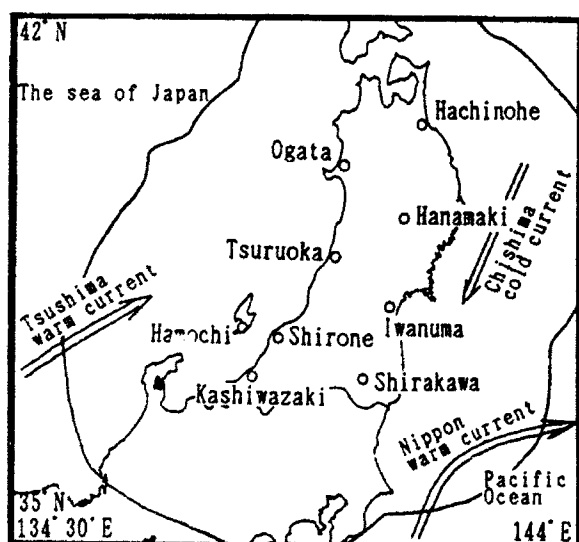 42°N
The sea of Japan
Hachinohe
Ogata
Hanamaki
Chishima
cold current
Tsuruoka
Tsushima
warm current
Iwanuma
Hamochi
Shirone
Kashiwazaki
Shirakawa
Nippon
warm current
Pacific
Ocean
35°N
134°30'E
144°E